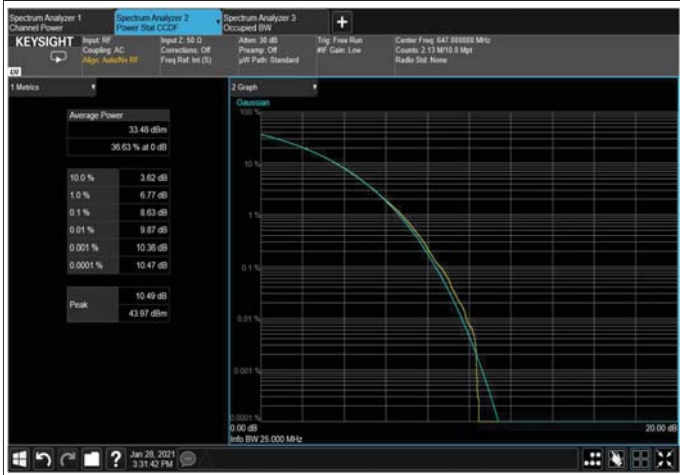 Spectrum Analyzer 1
Channel Power
Spectrum Analyzer 2
Power Stat CCDF
Spectrum Analyzer 3
Occupied BW
KEYSIGHT
Input: RF
Coupling: AC
Align: Auto/No RF
Input Z: 50 Ω
Corrections: Off
Freq Ref: Int (S)
Atten: 30 dB
Preamp: Off
µW Path: Standard
Trig: Free Run
#IF Gain: Low
Center Freq: 647.000000 MHz
Counts: 2.13 M/10.0 Mpt
Radio Std: None
1 Metrics
Average Power
33.48 dBm
36.63 % at 0 dB
10.0 % 3.62 dB
1.0 % 6.77 dB
0.1 % 8.63 dB
0.01 % 9.87 dB
0.001 % 10.36 dB
0.0001 % 10.47 dB
Peak
10.49 dB
43.97 dBm
2 Graph
Gaussian
100 %
10 %
1 %
0.1 %
0.01 %
0.001 %
0.0001 %
0.00 dB
20.00 dB
Info BW 25.000 MHz
Jan 28, 2021
3:31:42 PM